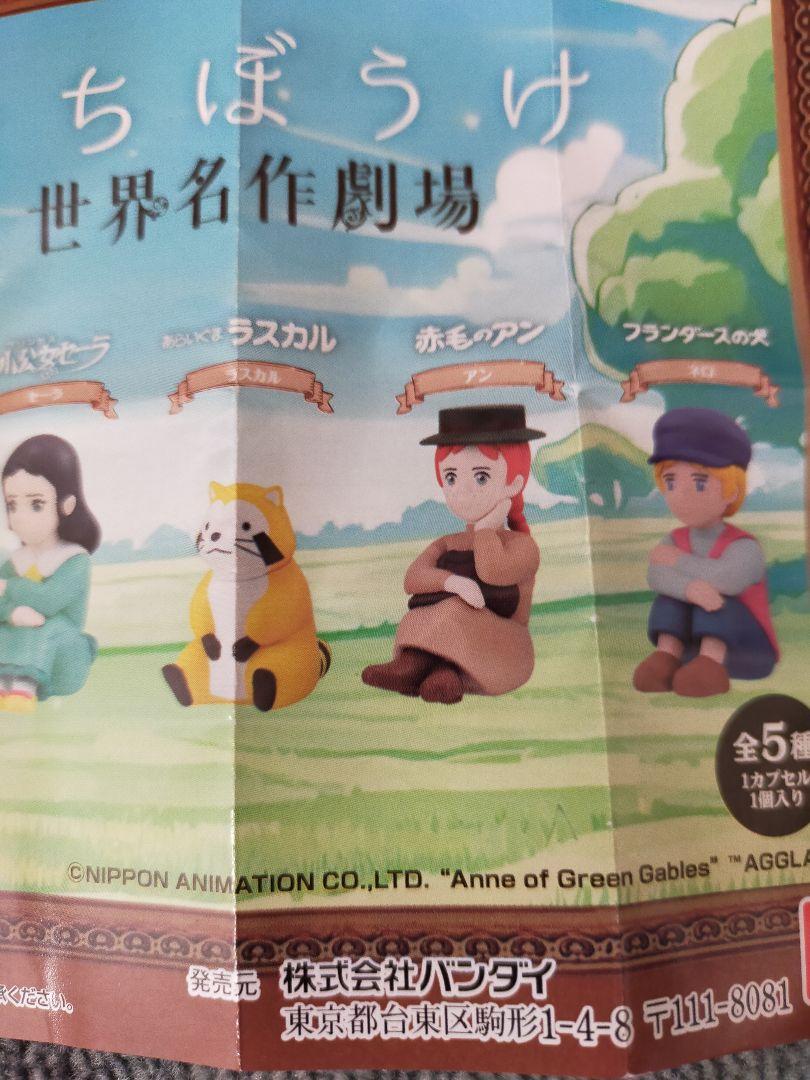 ちぼうけ
世界名作劇場
小公女セーラ
セーラ
あらいぐまラスカル
ラスカル
赤毛のアン
アン
フランダースの犬
ネロ
全5種
1カプセル
1個入り
©NIPPON ANIMATION CO.,LTD. "Anne of Green Gables" ™AGGLA
ください。
発売元 株式会社バンダイ
東京都台東区駒形1-4-8 〒111-8081